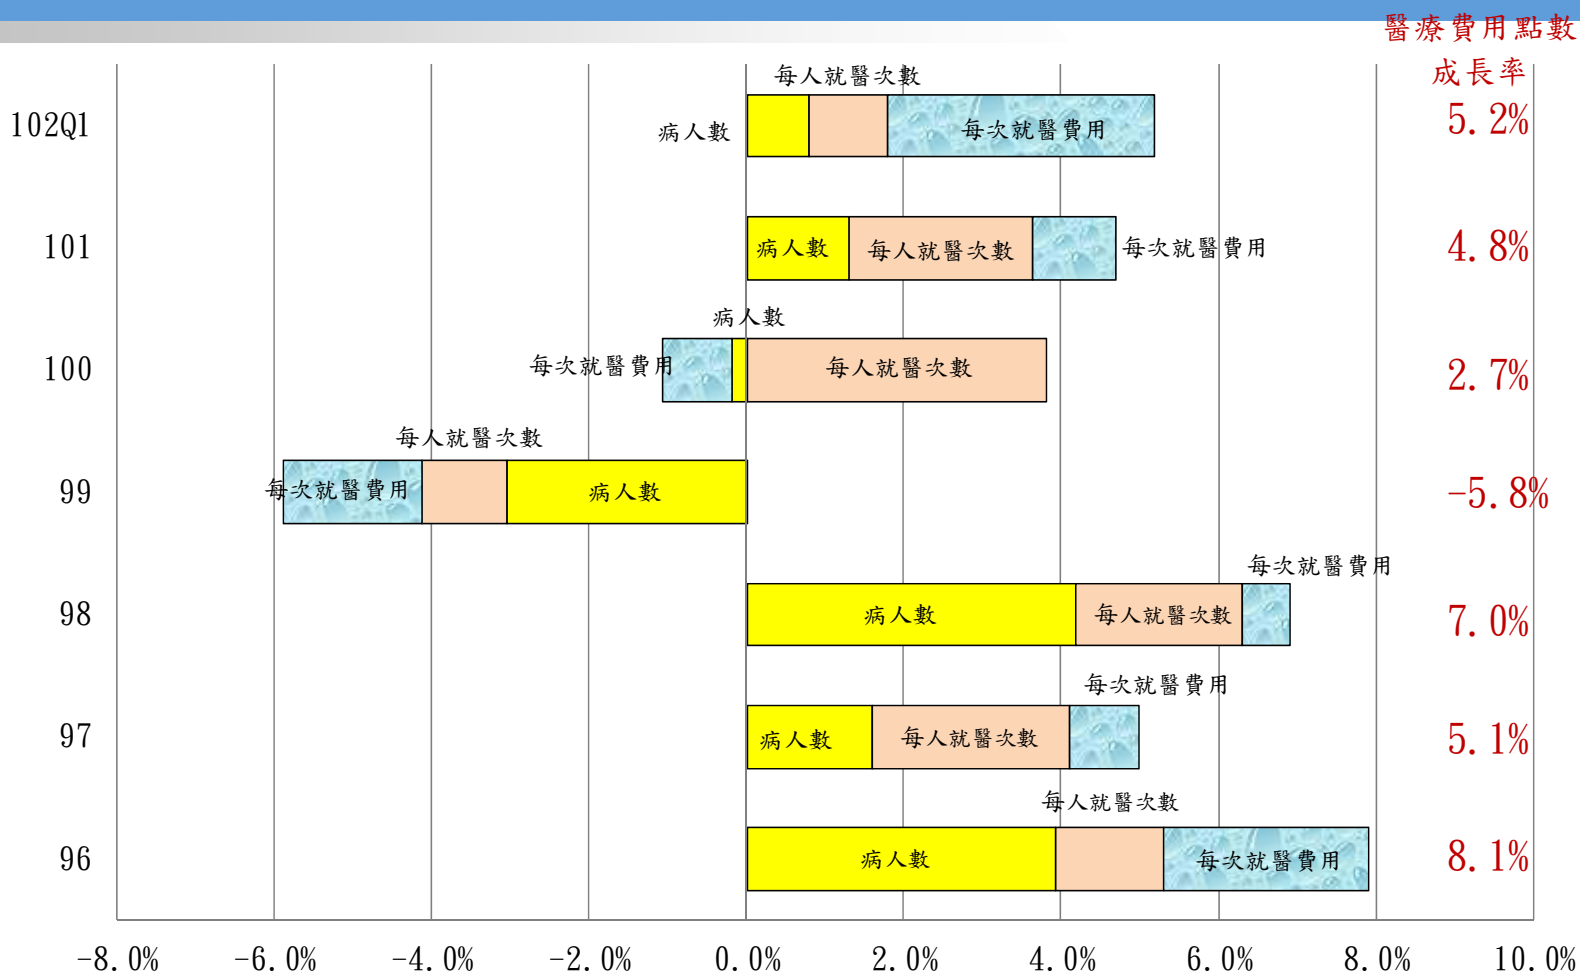 醫療費用點數
成長率
每人就醫次數
102Q1
病人數
每次就醫費用
5.2%
101
病人數
每人就醫次數
每次就醫費用
4.8%
病人數
100
每次就醫費用
每人就醫次數
2.7%
每人就醫次數
99
每次就醫費用
病人數
-5.8%
每次就醫費用
98
病人數
每人就醫次數
7.0%
每次就醫費用
97
病人數
每人就醫次數
5.1%
每人就醫次數
96
病人數
每次就醫費用
8.1%
-8.0% -6.0% -4.0% -2.0% 0.0% 2.0% 4.0% 6.0% 8.0% 10.0%